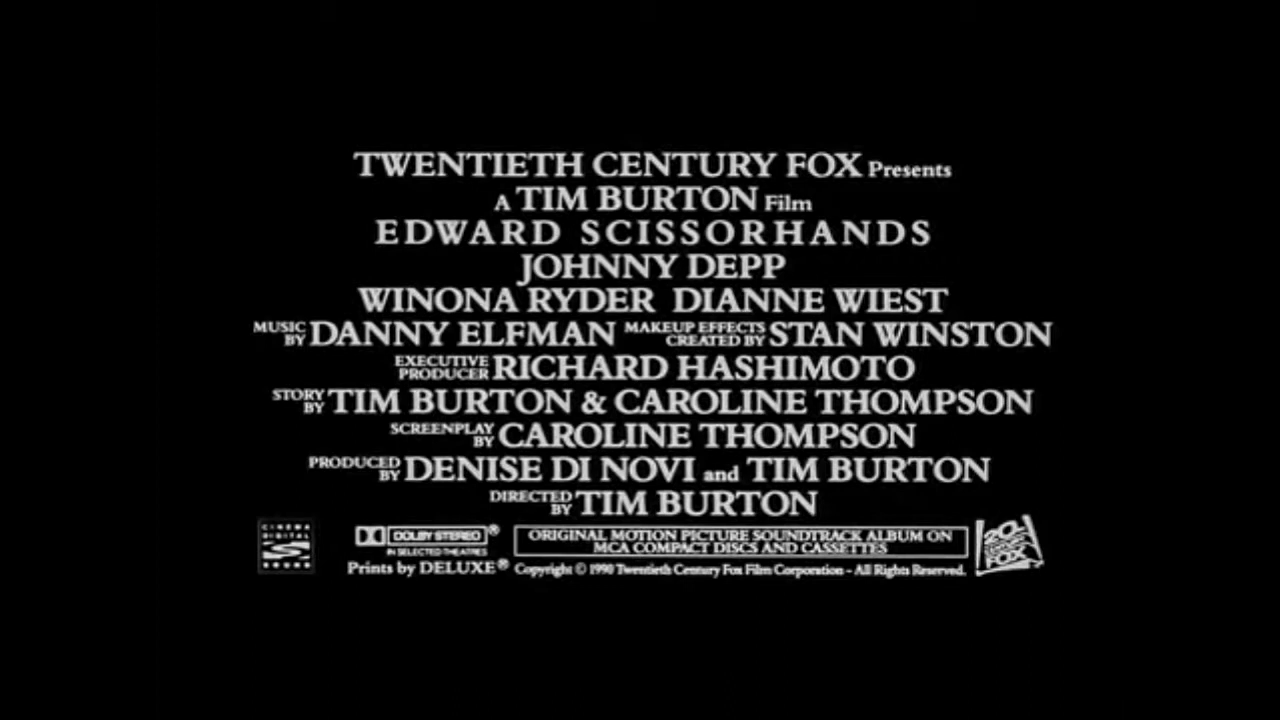 TWENTIETH CENTURY FOX Presents
A TIM BURTON Film
EDWARD SCISSORHANDS
JOHNNY DEPP
WINONA RYDER DIANNE WIEST
MUSIC BY DANNY ELFMAN MAKEUP EFFECTS CREATED BY STAN WINSTON
EXECUTIVE PRODUCER RICHARD HASHIMOTO
STORY BY TIM BURTON & CAROLINE THOMPSON
SCREENPLAY BY CAROLINE THOMPSON
PRODUCED BY DENISE DI NOVI and TIM BURTON
DIRECTED BY TIM BURTON
CINEMA
DIGITAL
SOUND
DOLBY STEREO®
IN SELECTED THEATRES
ORIGINAL MOTION PICTURE SOUNDTRACK ALBUM ON
MCA COMPACT DISCS AND CASSETTES
20th
CENTURY
FOX
Prints by DELUXE® Copyright © 1990 Twentieth Century Fox Film Corporation - All Rights Reserved.